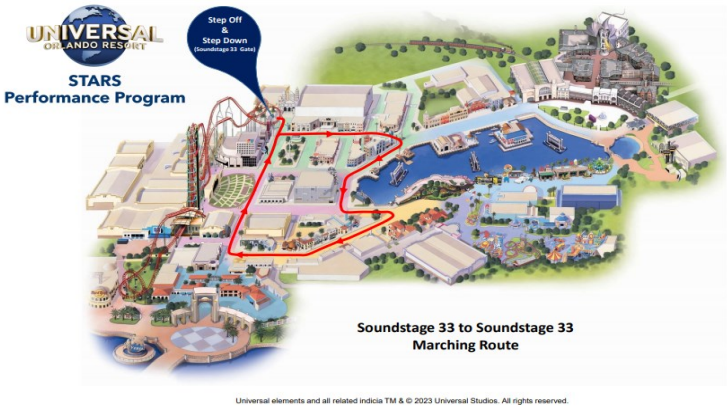 UNIVERSAL
ORLANDO RESORT
STARS
Performance Program
Step Off
&
Step Down
(Soundstage 33 Gate)
Soundstage 33 to Soundstage 33
Marching Route
Universal elements and all related indicia TM & © 2023 Universal Studios. All rights reserved.